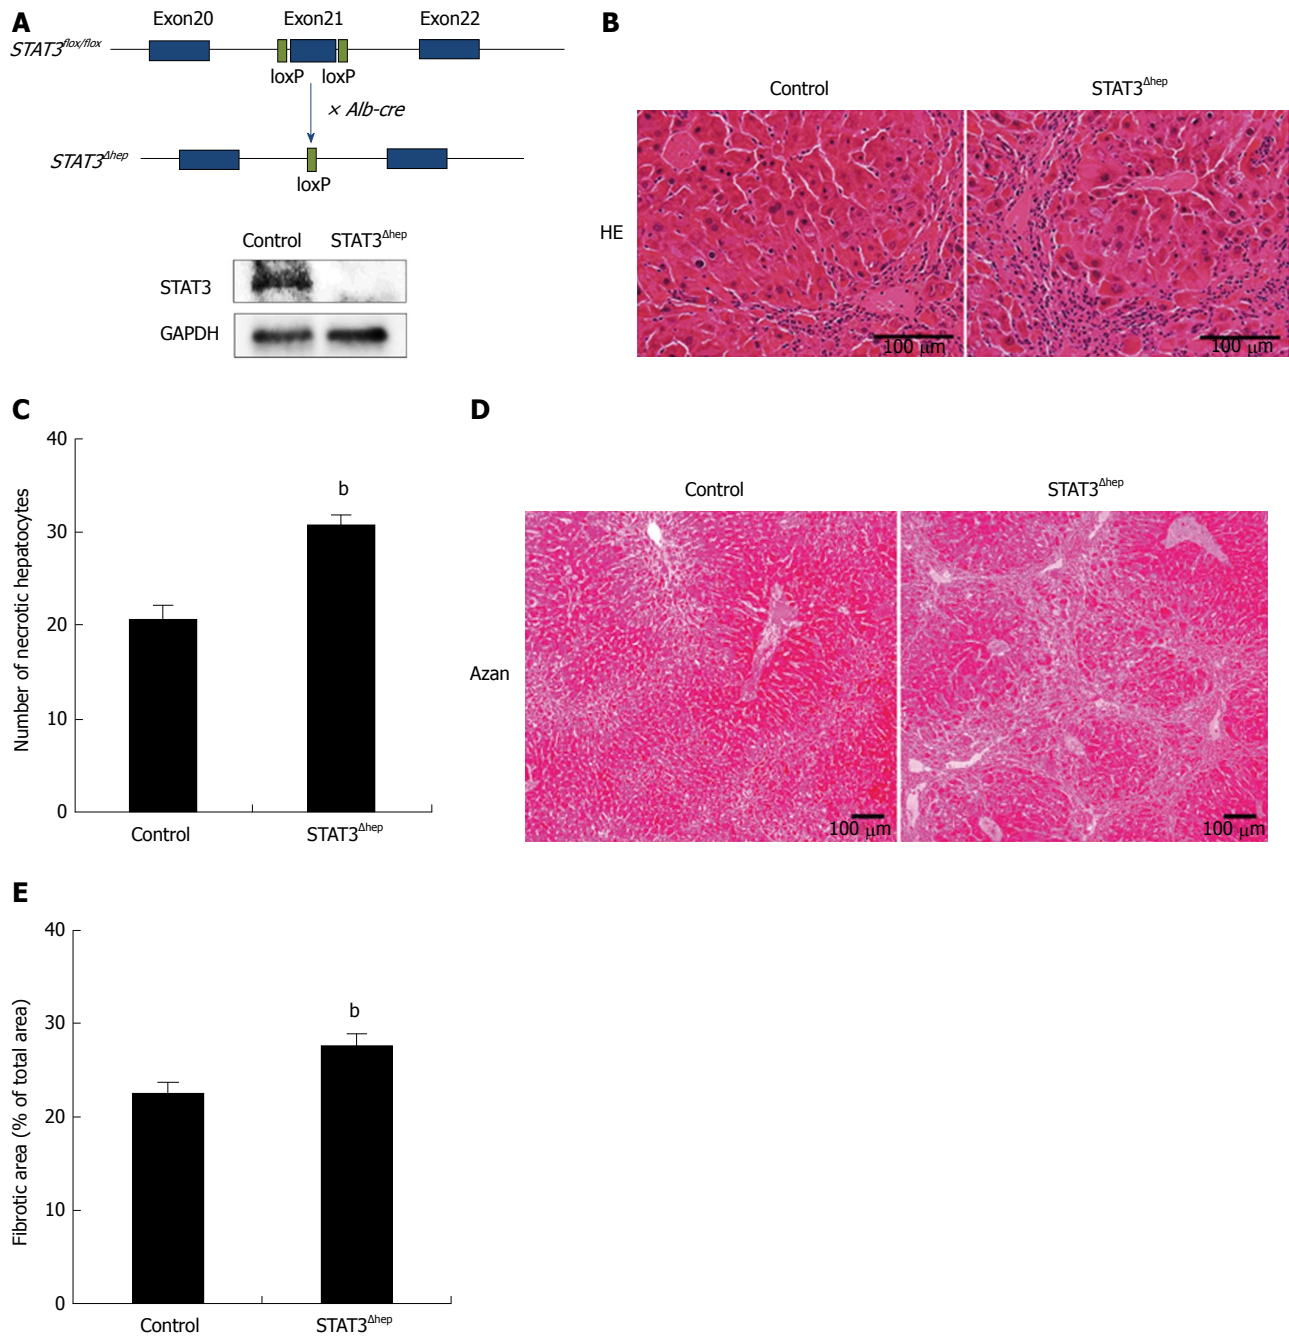 A
Exon20 Exon21 Exon22
STAT3flox/flox
loxP loxP
× Alb-cre
STAT3Δhep
loxP
Control STAT3Δhep
STAT3
GAPDH
B
Control STAT3Δhep
HE
100 μm 100 μm
C
40
30
20
10
0
Number of necrotic hepatocytes
b
Control STAT3Δhep
D
Control STAT3Δhep
Azan
100 μm 100 μm
E
40
30
20
10
0
Fibrotic area (% of total area)
b
Control STAT3Δhep